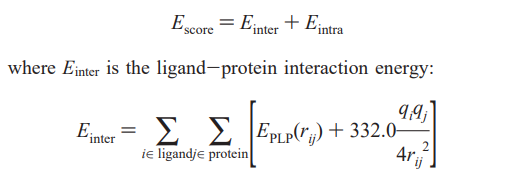 E_score = E_inter + E_intra
where E_inter is the ligand−protein interaction energy:
E_inter = ∑_{i∈ ligand} ∑_{j∈ protein} [E_PLP(r_ij) + 332.0 q_i q_j / 4r_ij^2]